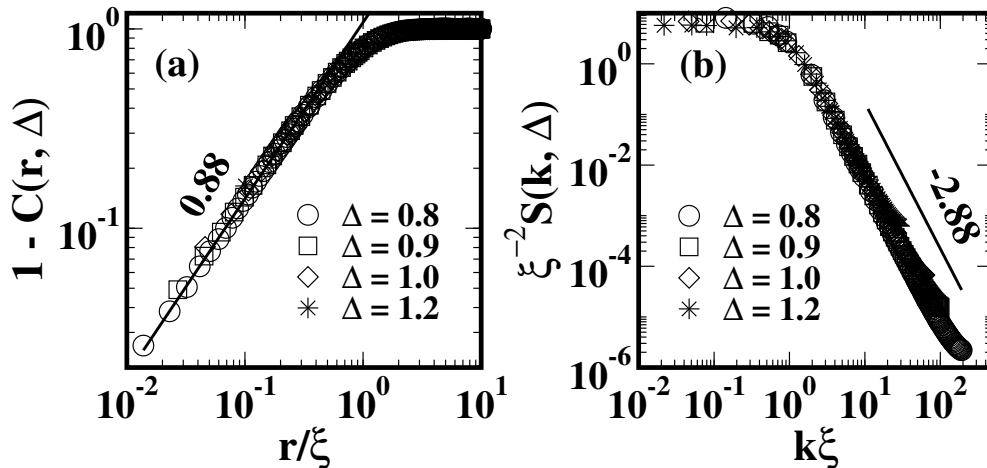 (a)
1 - C(r, Δ)
10^0
10^-1
0.88
○ Δ = 0.8
□ Δ = 0.9
◇ Δ = 1.0
✳ Δ = 1.2
10^-2 10^-1 10^0 10^1
r/ξ
(b)
ξ^-2 S(k, Δ)
10^0
10^-2
10^-4
10^-6
-2.88
○ Δ = 0.8
□ Δ = 0.9
◇ Δ = 1.0
✳ Δ = 1.2
10^-2 10^-1 10^0 10^1 10^2
kξ